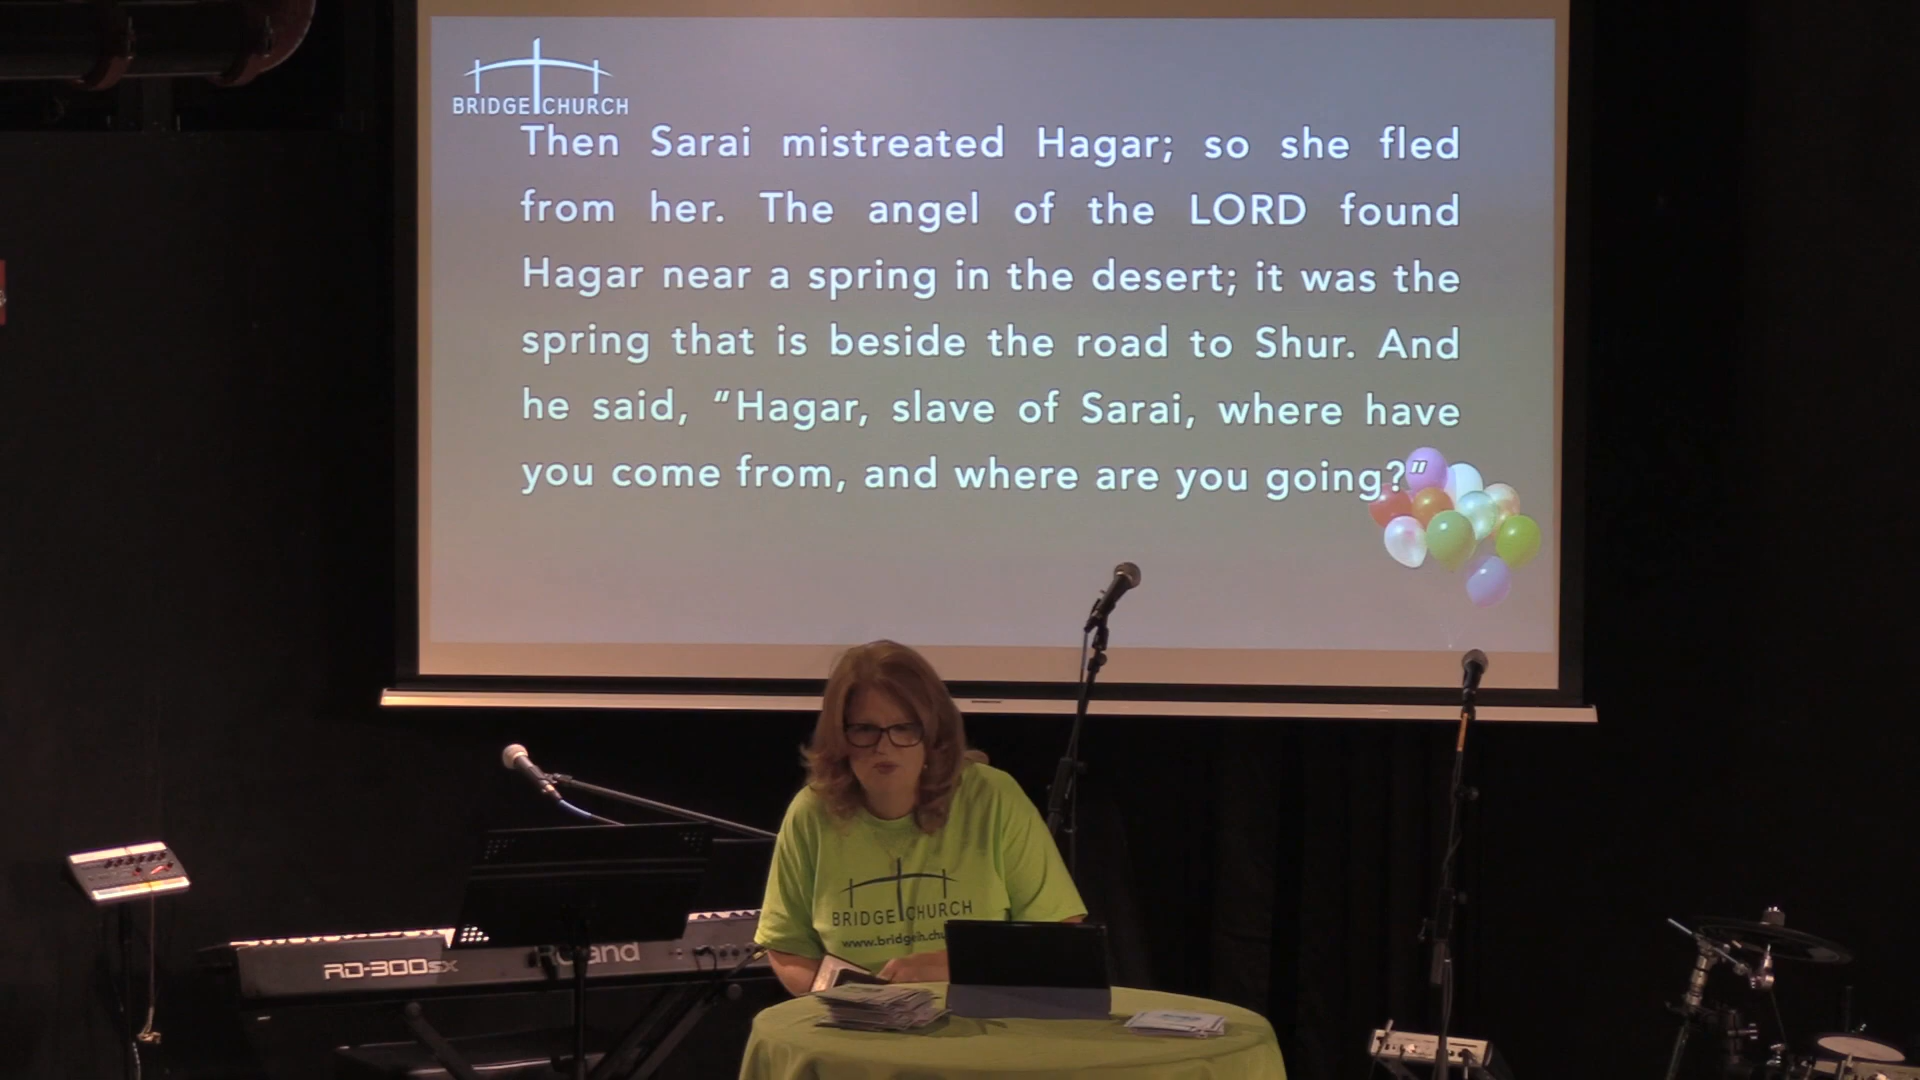 BRIDGE CHURCH
Then Sarai mistreated Hagar; so she fled
from her. The angel of the LORD found
Hagar near a spring in the desert; it was the
spring that is beside the road to Shur. And
he said, "Hagar, slave of Sarai, where have
you come from, and where are you going?"
BRIDGE CHURCH
RD-300SX
Roland